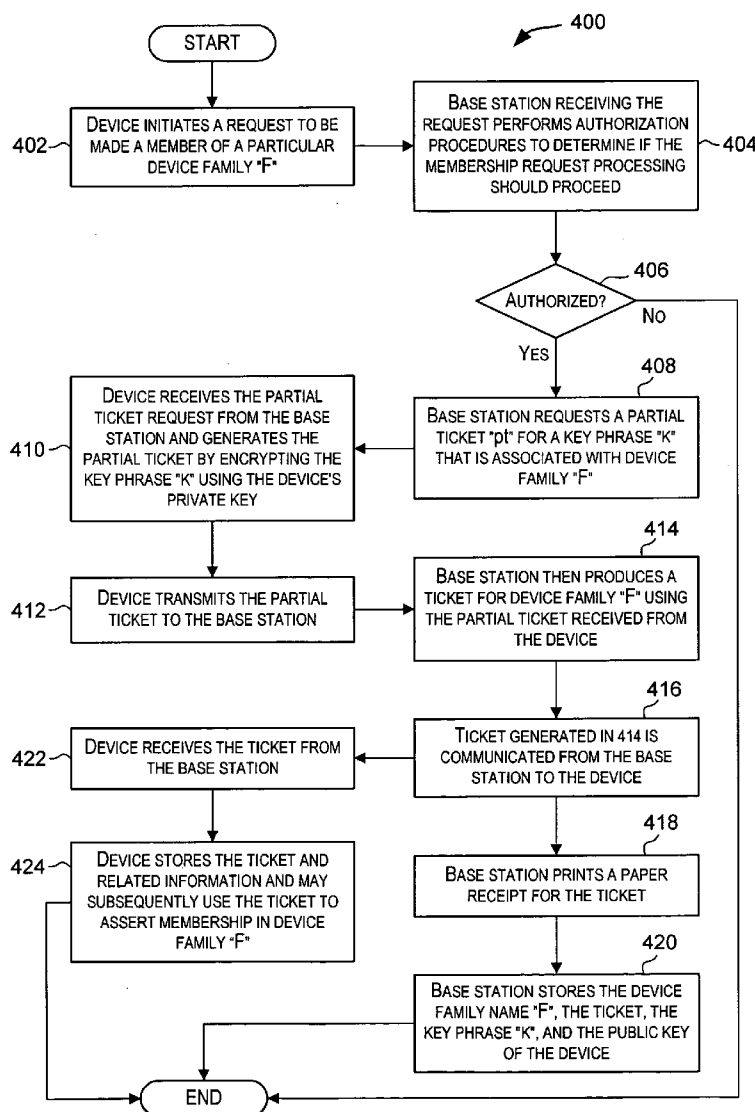 400
START
402
DEVICE INITIATES A REQUEST TO BE
MADE A MEMBER OF A PARTICULAR
DEVICE FAMILY "F"
BASE STATION RECEIVING THE
REQUEST PERFORMS AUTHORIZATION
PROCEDURES TO DETERMINE IF THE
MEMBERSHIP REQUEST PROCESSING
SHOULD PROCEED
404
406
AUTHORIZED?
NO
YES
408
BASE STATION REQUESTS A PARTIAL
TICKET "pt" FOR A KEY PHRASE "K"
THAT IS ASSOCIATED WITH DEVICE
FAMILY "F"
410
DEVICE RECEIVES THE PARTIAL
TICKET REQUEST FROM THE BASE
STATION AND GENERATES THE
PARTIAL TICKET BY ENCRYPTING THE
KEY PHRASE "K" USING THE DEVICE'S
PRIVATE KEY
412
DEVICE TRANSMITS THE PARTIAL
TICKET TO THE BASE STATION
414
BASE STATION THEN PRODUCES A
TICKET FOR DEVICE FAMILY "F" USING
THE PARTIAL TICKET RECEIVED FROM
THE DEVICE
416
TICKET GENERATED IN 414 IS
COMMUNICATED FROM THE BASE
STATION TO THE DEVICE
422
DEVICE RECEIVES THE TICKET FROM
THE BASE STATION
418
BASE STATION PRINTS A PAPER
RECEIPT FOR THE TICKET
424
DEVICE STORES THE TICKET AND
RELATED INFORMATION AND MAY
SUBSEQUENTLY USE THE TICKET TO
ASSERT MEMBERSHIP IN DEVICE
FAMILY "F"
420
BASE STATION STORES THE DEVICE
FAMILY NAME "F", THE TICKET, THE
KEY PHRASE "K", AND THE PUBLIC KEY
OF THE DEVICE
END